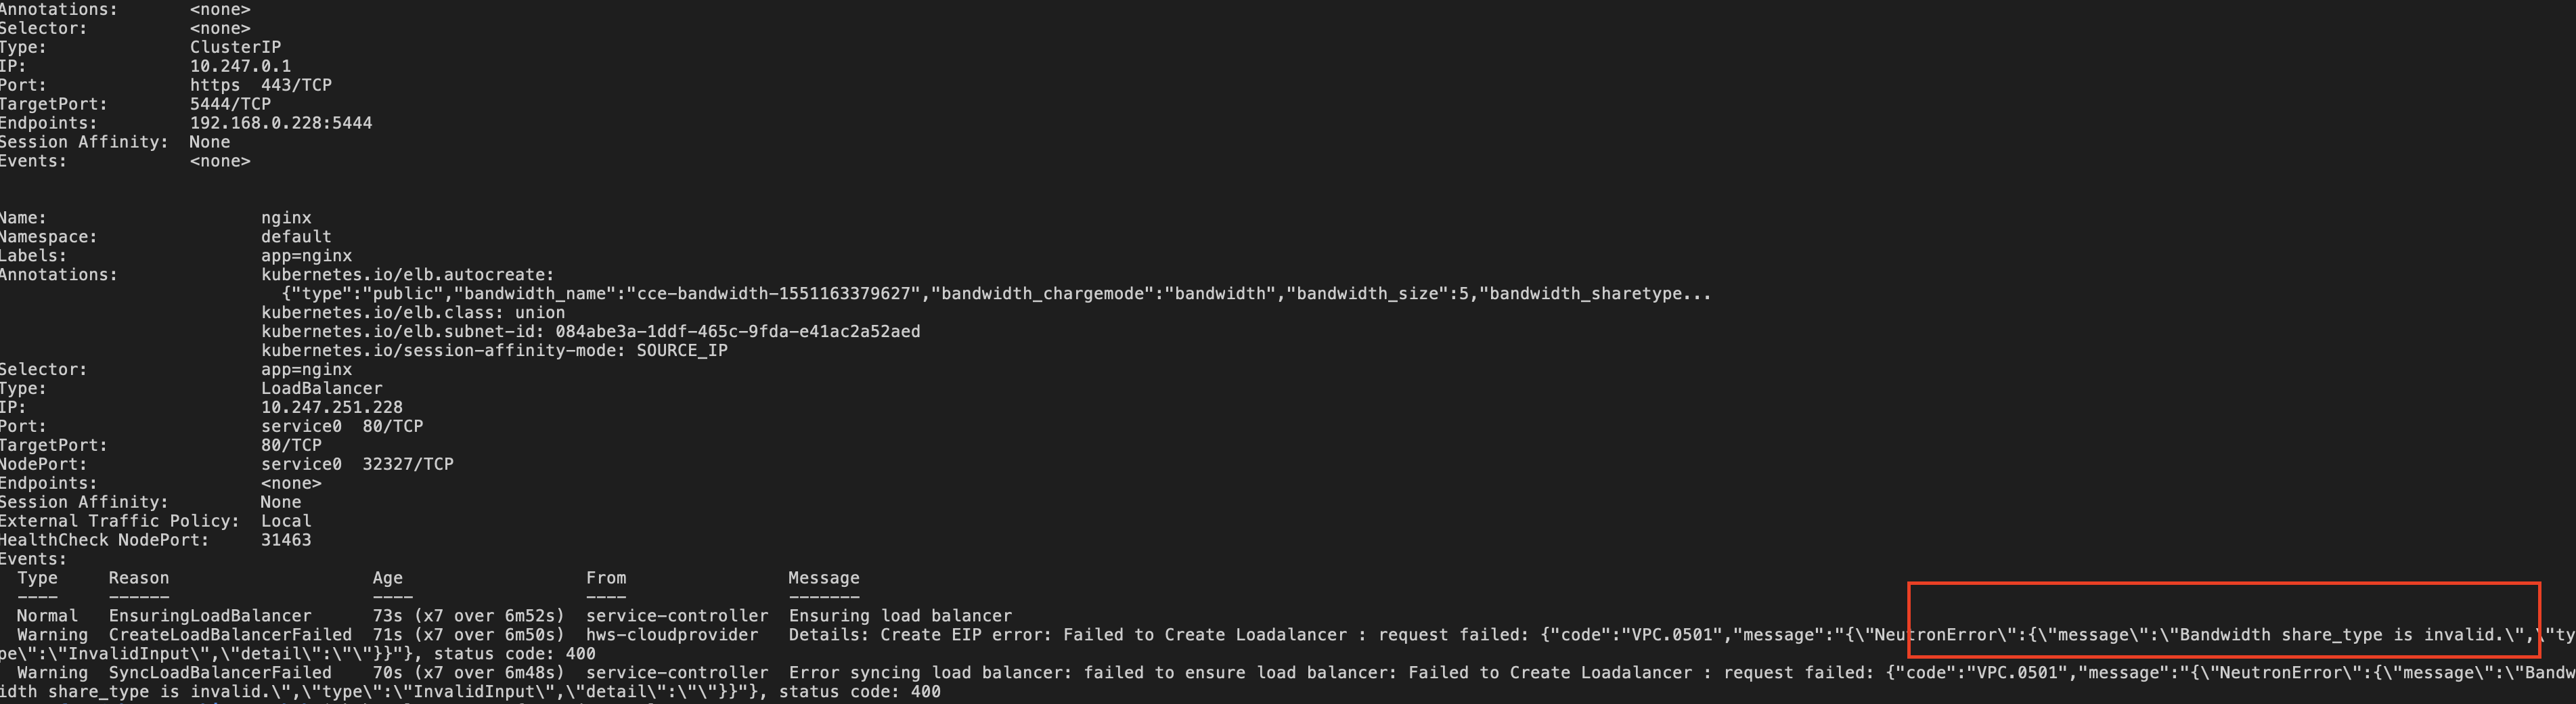 Annotations:       <none>
Selector:          <none>
Type:              ClusterIP
IP:                10.247.0.1
Port:              https  443/TCP
TargetPort:        5444/TCP
Endpoints:         192.168.0.228:5444
Session Affinity:  None
Events:            <none>
Name:                     nginx
Namespace:                default
Labels:                   app=nginx
Annotations:              kubernetes.io/elb.autocreate:
{"type":"public","bandwidth_name":"cce-bandwidth-1551163379627","bandwidth_chargemode":"bandwidth","bandwidth_size":5,"bandwidth_sharetype...
kubernetes.io/elb.class: union
kubernetes.io/elb.subnet-id: 084abe3a-1ddf-465c-9fda-e41ac2a52aed
kubernetes.io/session-affinity-mode: SOURCE_IP
Selector:                 app=nginx
Type:                     LoadBalancer
IP:                       10.247.251.228
Port:                     service0  80/TCP
TargetPort:               80/TCP
NodePort:                 service0  32327/TCP
Endpoints:                <none>
Session Affinity:         None
External Traffic Policy:  Local
HealthCheck NodePort:     31463
Events:
Type     Reason                    Age                  From                Message
----     ------                    ----                 ----                -------
Normal   EnsuringLoadBalancer      73s (x7 over 6m52s)  service-controller  Ensuring load balancer
Warning  CreateLoadBalancerFailed  71s (x7 over 6m50s)  hws-cloudprovider   Details: Create EIP error: Failed to Create Loadalancer : request failed: {"code":"VPC.0501","message":"{\"NeutronError\":{\"message\":\"Bandwidth share_type is invalid.\",\"ty
pe\":\"InvalidInput\",\"detail\":\"\"}}"}, status code: 400
Warning  SyncLoadBalancerFailed    70s (x7 over 6m48s)  service-controller  Error syncing load balancer: failed to ensure load balancer: Failed to Create Loadalancer : request failed: {"code":"VPC.0501","message":"{\"NeutronError\":{\"message\":\"Bandw
idth share_type is invalid.\",\"type\":\"InvalidInput\",\"detail\":\"\"}}"}, status code: 400